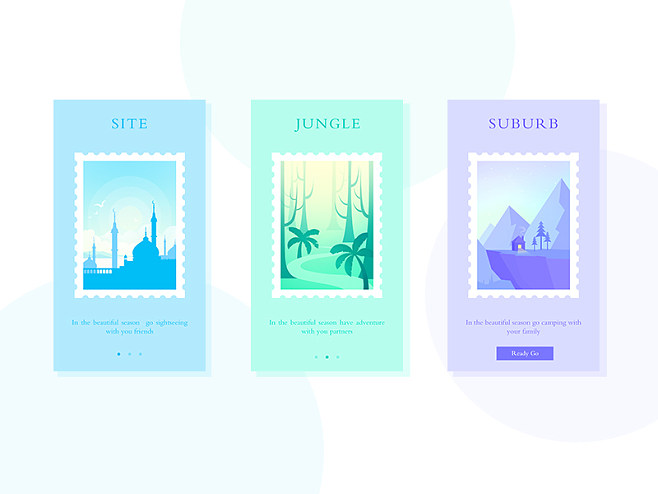 SITE
In the beautiful season go sightseeing
with you friends
JUNGLE
In the beautiful season have adventure
with you partners
SUBURB
In the beautiful season go camping with
your family
Ready Go